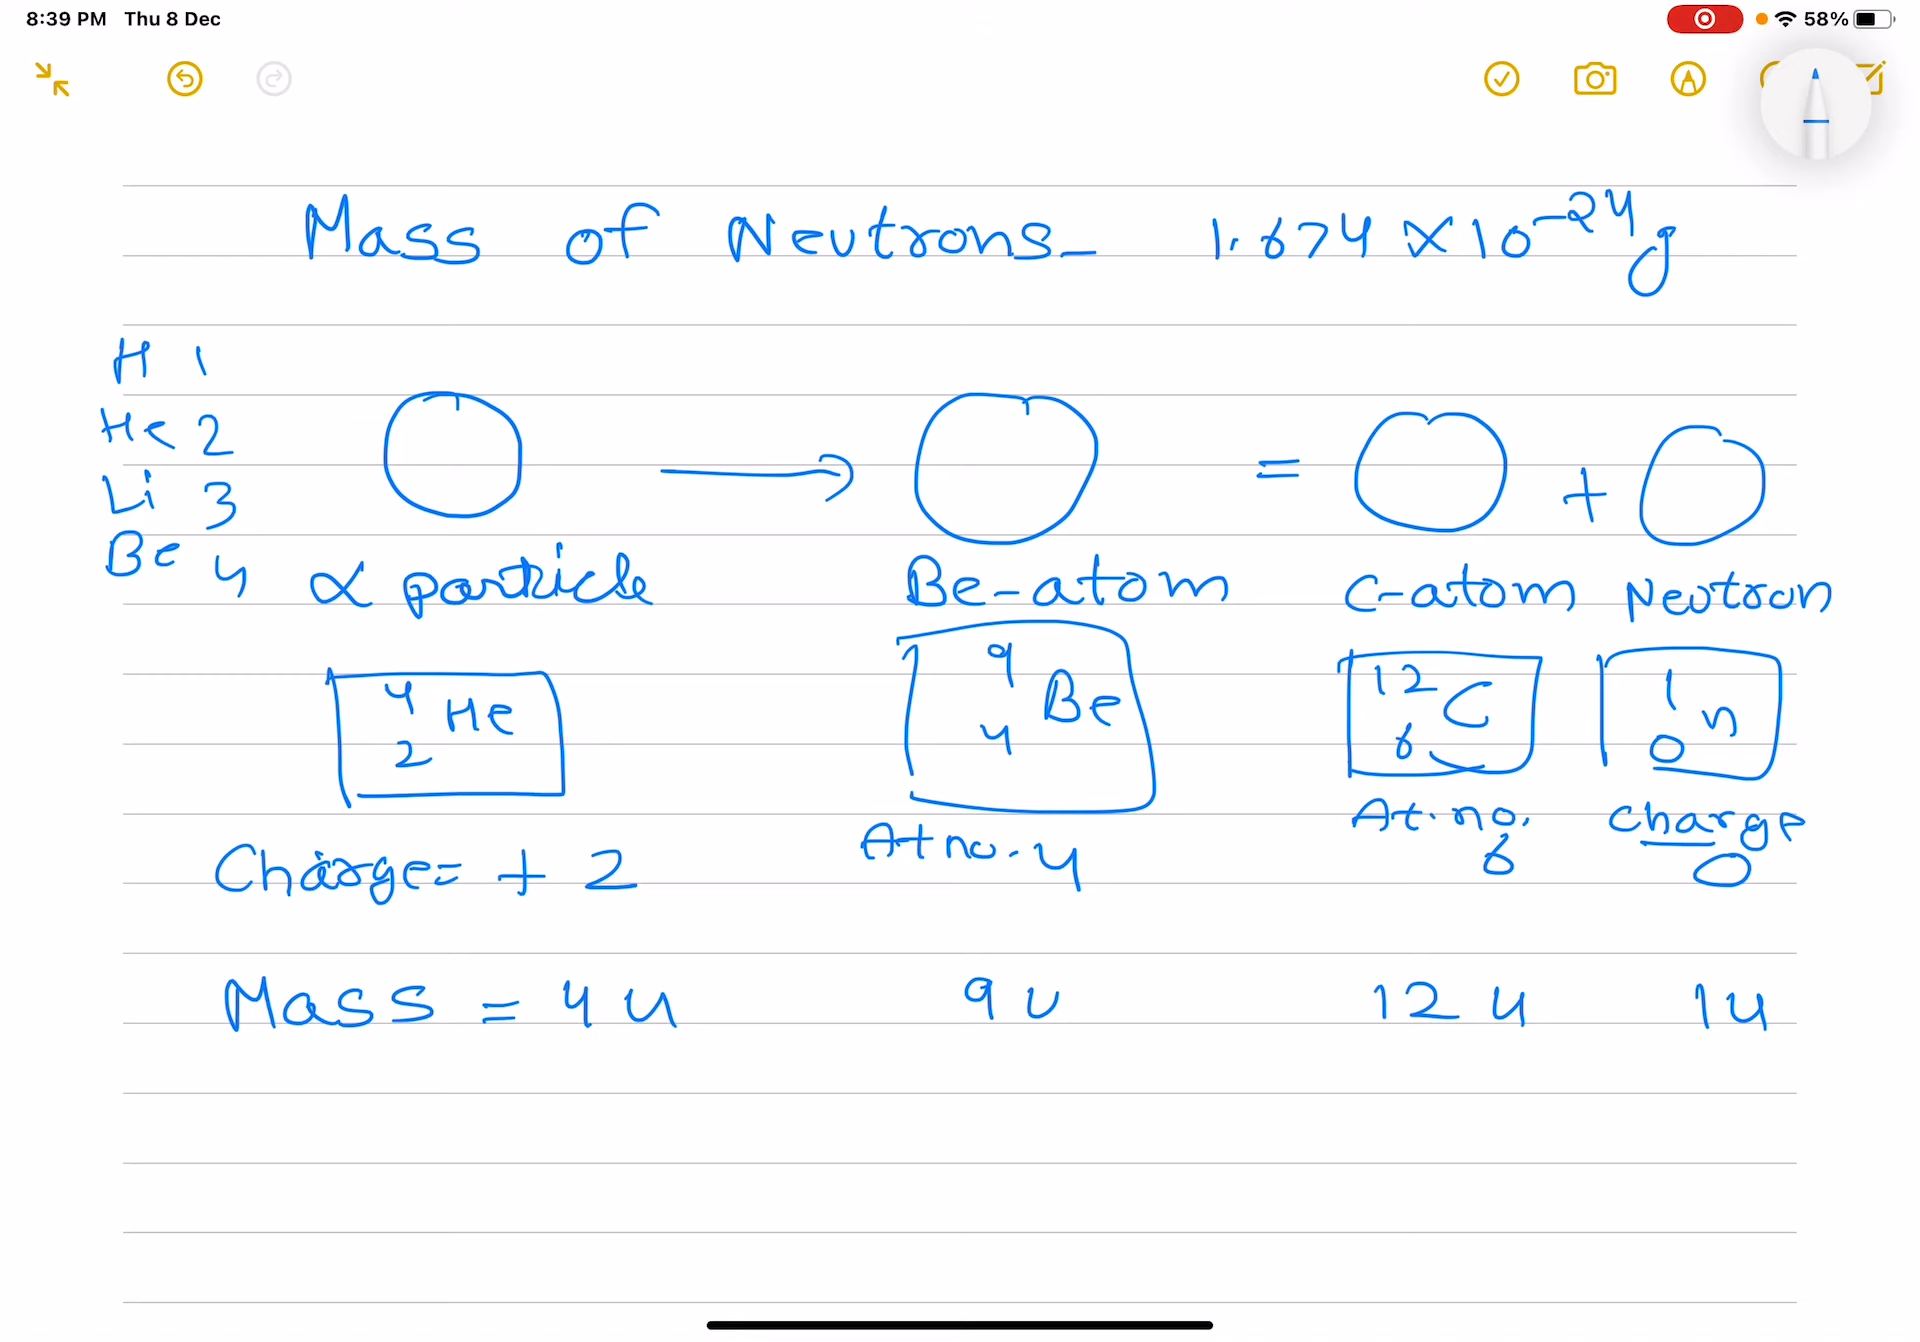 8:39 PM Thu 8 Dec 58%
Mass of Neutrons - 1.674 × 10⁻²⁴ g
H 1
He 2
Li 3
Be 4
→ = +
α particle Be-atom C-atom Neutron
⁴₂He ⁹₄Be ¹²₆C ¹₀n
Charge = + 2 At no. 4 At. no. 6 Charge 0
Mass = 4 u 9 u 12 u 1 u